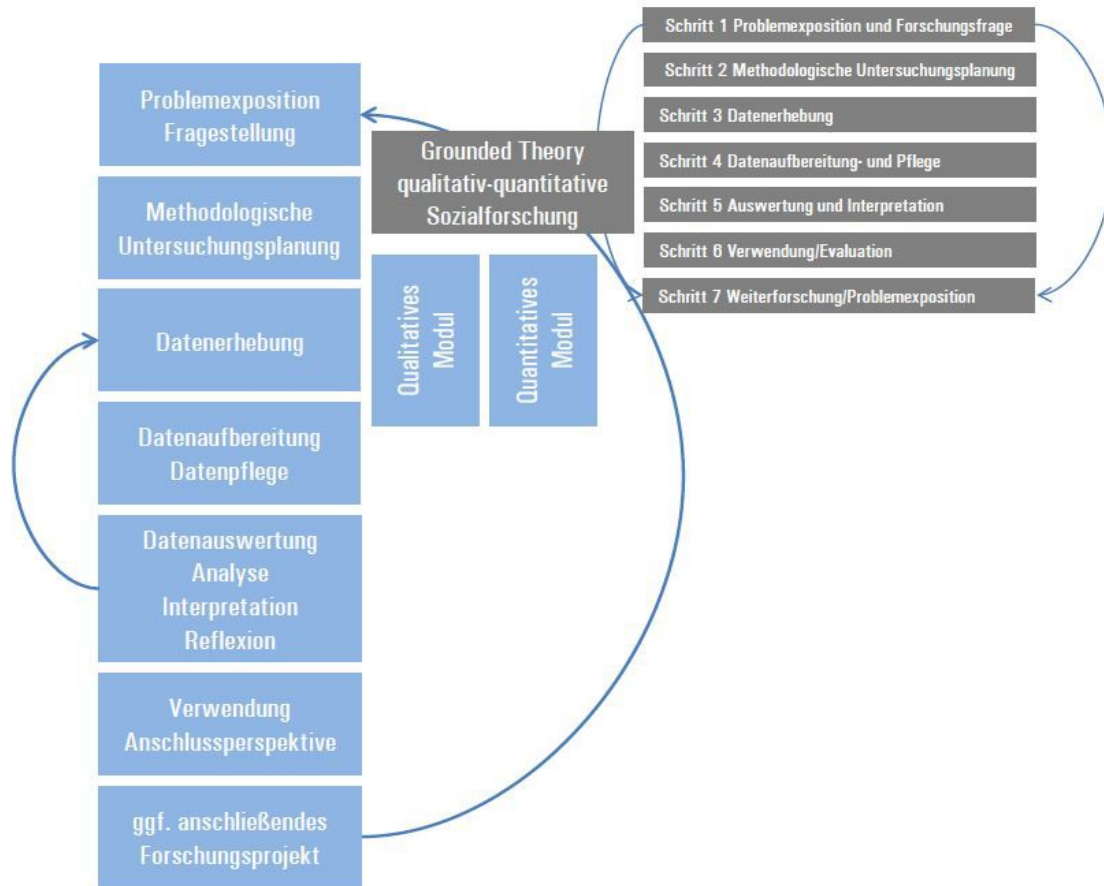 Problemexposition
Fragestellung
Methodologische
Untersuchungsplanung
Datenerhebung
Datenaufbereitung
Datenpflege
Datenauswertung
Analyse
Interpretation
Reflexion
Verwendung
Anschlussperspektive
ggf. anschließendes
Forschungsprojekt
Grounded Theory
qualitativ-quantitative
Sozialforschung
Qualitatives
Modul
Quantitatives
Modul
Schritt 1 Problemexposition und Forschungsfrage
Schritt 2 Methodologische Untersuchungsplanung
Schritt 3 Datenerhebung
Schritt 4 Datenaufbereitung- und Pflege
Schritt 5 Auswertung und Interpretation
Schritt 6 Verwendung/Evaluation
Schritt 7 Weiterforschung/Problemexposition